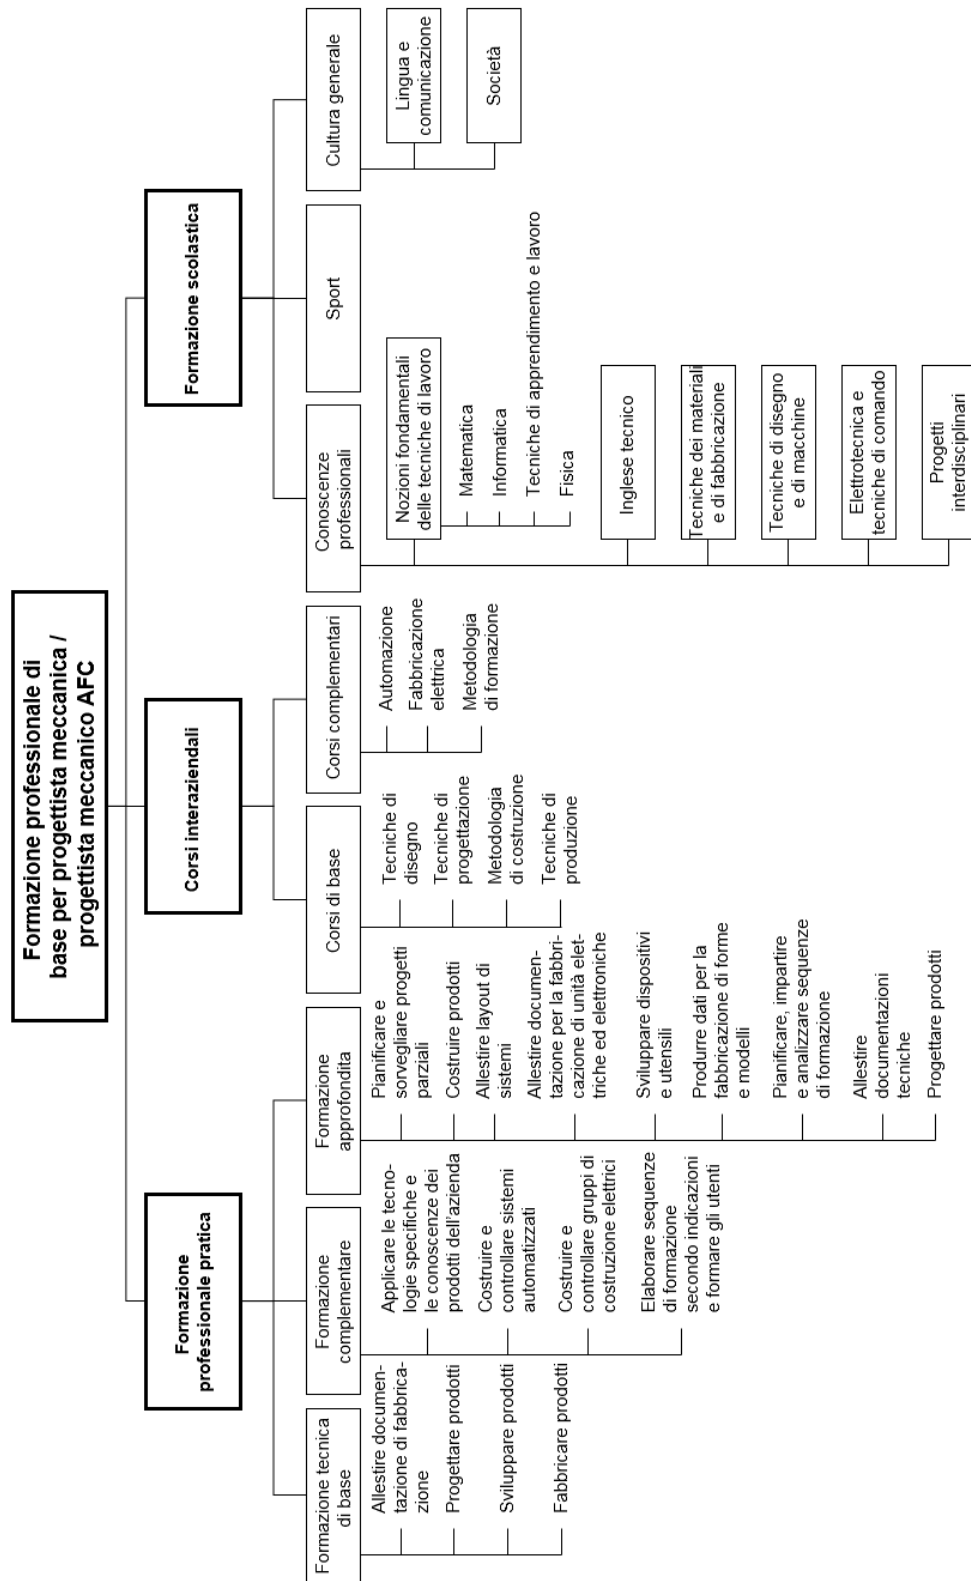 Formazione professionale di
base per progettista meccanica /
progettista meccanico AFC
Formazione
professionale pratica
Corsi interaziendali
Formazione scolastica
Formazione tecnica
di base
Formazione
complementare
Formazione
approfondita
Corsi di base
Corsi complementari
Conoscenze
professionali
Sport
Cultura generale
Allestire documen-
tazione di fabbrica-
zione
Progettare prodotti
Sviluppare prodotti
Fabbricare prodotti
Applicare le tecno-
logie specifiche e
le conoscenze dei
prodotti dell'azienda
Costruire e
controllare sistemi
automatizzati
Costruire e
controllare gruppi di
costruzione elettrici
Elaborare sequenze
di formazione
secondo indicazioni
e formare gli utenti
Pianificare e
sorvegliare progetti
parziali
Costruire prodotti
Allestire layout di
sistemi
Allestire documen-
tazione per la fabbri-
cazione di unità elet-
triche ed elettroniche
Sviluppare dispositivi
e utensili
Produrre dati per la
fabbricazione di forme
e modelli
Pianificare, impartire
e analizzare sequenze
di formazione
Allestire
documentazioni
tecniche
Progettare prodotti
Tecniche di
disegno
Tecniche di
progettazione
Metodologia
di costruzione
Tecniche di
produzione
Automazione
Fabbricazione
elettrica
Metodologia
di formazione
Nozioni fondamentali
delle tecniche di lavoro
Matematica
Informatica
Tecniche di apprendimento e lavoro
Fisica
Inglese tecnico
Tecniche dei materiali
e di fabbricazione
Tecniche di disegno
e di macchine
Elettrotecnica e
tecniche di comando
Progetti
interdisciplinari
Lingua e
comunicazione
Società